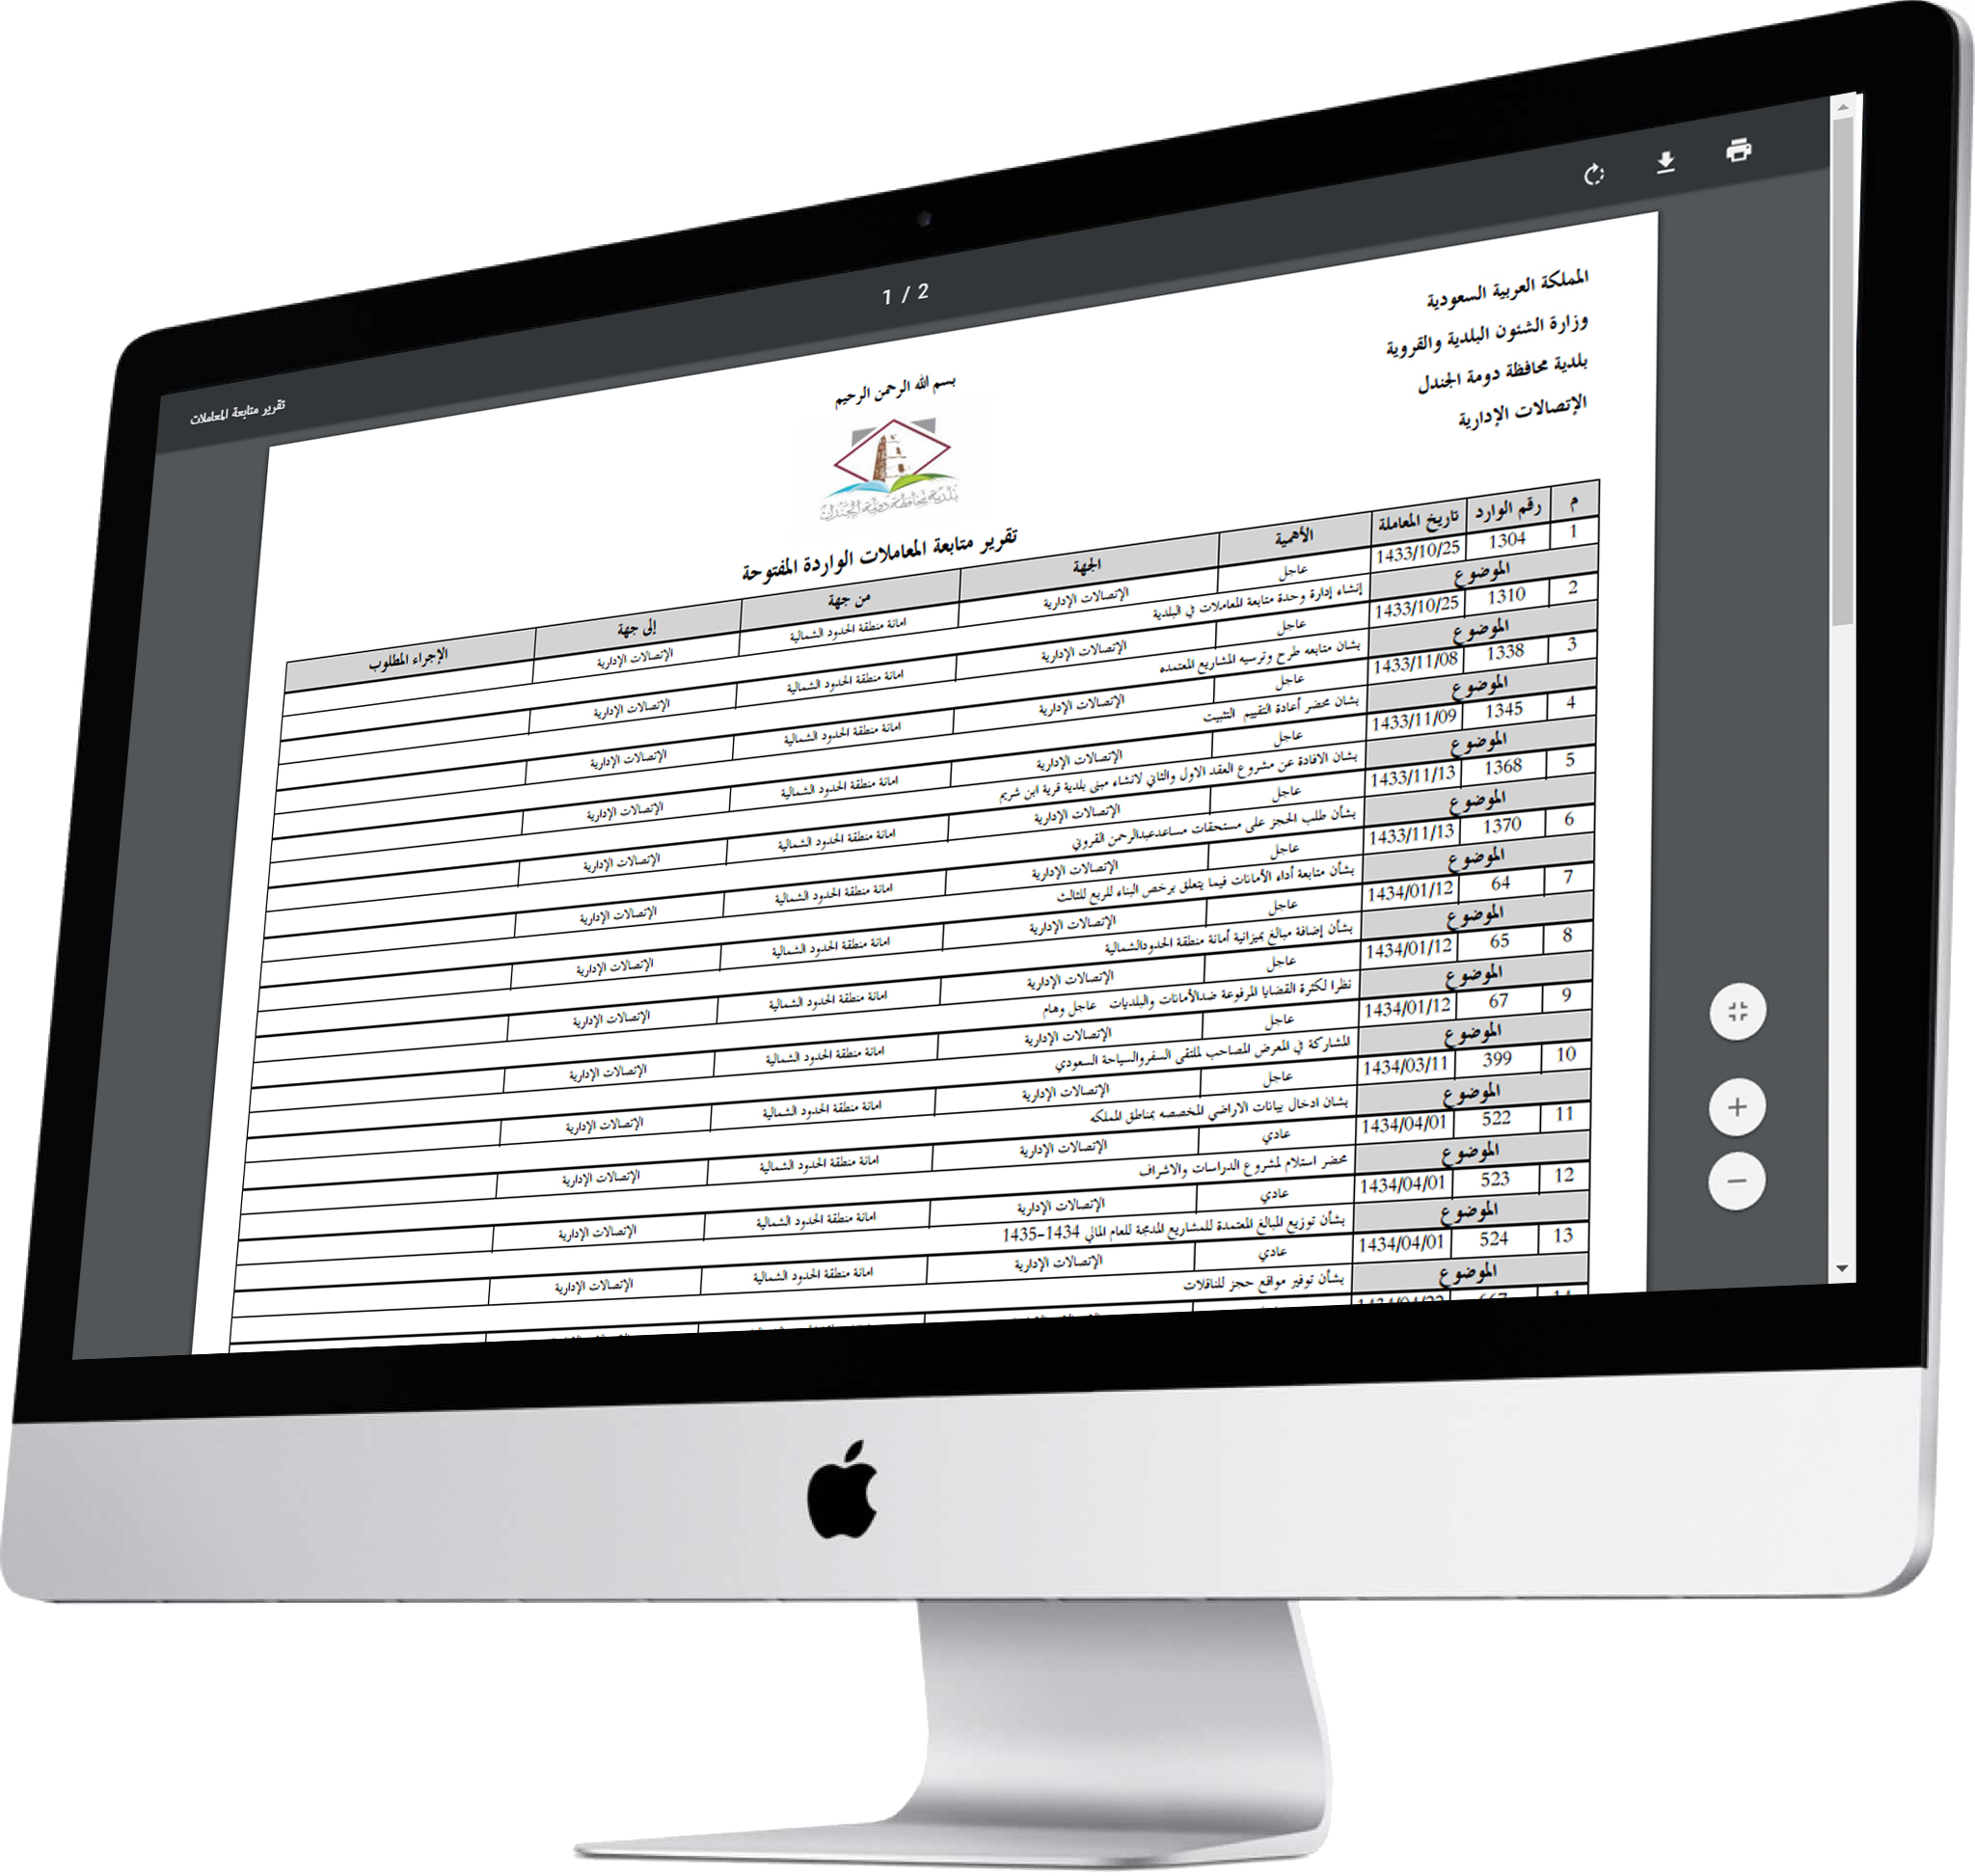 1 / 2
تقرير متابعة المعاملات
المملكة العربية السعودية
وزارة الشئون البلدية والقروية
بلدية محافظة دومة الجندل
الإتصالات الإدارية
بسم الله الرحمن الرحيم
بلدية محافظة دومة الجندل
تقرير متابعة المعاملات الواردة المفتوحة
م رقم الوارد تاريخ المعاملة الأهمية الجهة من جهة إلى جهة الإجراء المطلوب
1 1304 1433/10/25 عاجل الإتصالات الإدارية امانة منطقة الحدود الشمالية الإتصالات الإدارية
الموضوع إنشاء إدارة وحدة متابعة المعاملات في البلدية
2 1310 1433/10/25 عاجل الإتصالات الإدارية امانة منطقة الحدود الشمالية الإتصالات الإدارية
الموضوع بشان متابعه طرح وترسيه المشاريع المعتمده
3 1338 1433/11/08 عاجل الإتصالات الإدارية امانة منطقة الحدود الشمالية الإتصالات الإدارية
الموضوع بشان محضر أعادة التقييم التثبيت
4 1345 1433/11/09 عاجل الإتصالات الإدارية امانة منطقة الحدود الشمالية الإتصالات الإدارية
الموضوع بشان الافادة عن مشروع العقد الاول والثاني لانشاء مبنى بلدية قرية ابن شريم
5 1368 1433/11/13 عاجل الإتصالات الإدارية امانة منطقة الحدود الشمالية الإتصالات الإدارية
الموضوع بشأن طلب الحجز على مستحقات مساعدعبدالرحمن القروني
6 1370 1433/11/13 عاجل الإتصالات الإدارية امانة منطقة الحدود الشمالية الإتصالات الإدارية
الموضوع بشأن متابعة أداء الأمانات فيما يتعلق برخص البناء للربع للثالث
7 64 1434/01/12 عاجل الإتصالات الإدارية امانة منطقة الحدود الشمالية الإتصالات الإدارية
الموضوع بشأن إضافة مبالغ بميزانية أمانة منطقة الحدودالشمالية
8 65 1434/01/12 عاجل الإتصالات الإدارية امانة منطقة الحدود الشمالية الإتصالات الإدارية
الموضوع نظرا لكثرة القضايا المرفوعة ضدالأمانات والبلديات عاجل وهام
9 67 1434/01/12 عاجل الإتصالات الإدارية امانة منطقة الحدود الشمالية الإتصالات الإدارية
الموضوع المشاركة في المعرض المصاحب لملتقى السفروالسياحة السعودي
10 399 1434/03/11 عاجل الإتصالات الإدارية امانة منطقة الحدود الشمالية الإتصالات الإدارية
الموضوع بشان ادخال بيانات الاراضي المخصصه بمناطق المملكه
11 522 1434/04/01 عادي الإتصالات الإدارية امانة منطقة الحدود الشمالية الإتصالات الإدارية
الموضوع محضر استلام لمشروع الدراسات والاشراف
12 523 1434/04/01 عادي الإتصالات الإدارية امانة منطقة الحدود الشمالية الإتصالات الإدارية
الموضوع بشأن توزيع المبالغ المعتمدة للمشاريع المدمجة للعام المالي 1434-1435
13 524 1434/04/01 عادي الإتصالات الإدارية امانة منطقة الحدود الشمالية الإتصالات الإدارية
الموضوع بشأن توفير مواقع حجز للناقلات